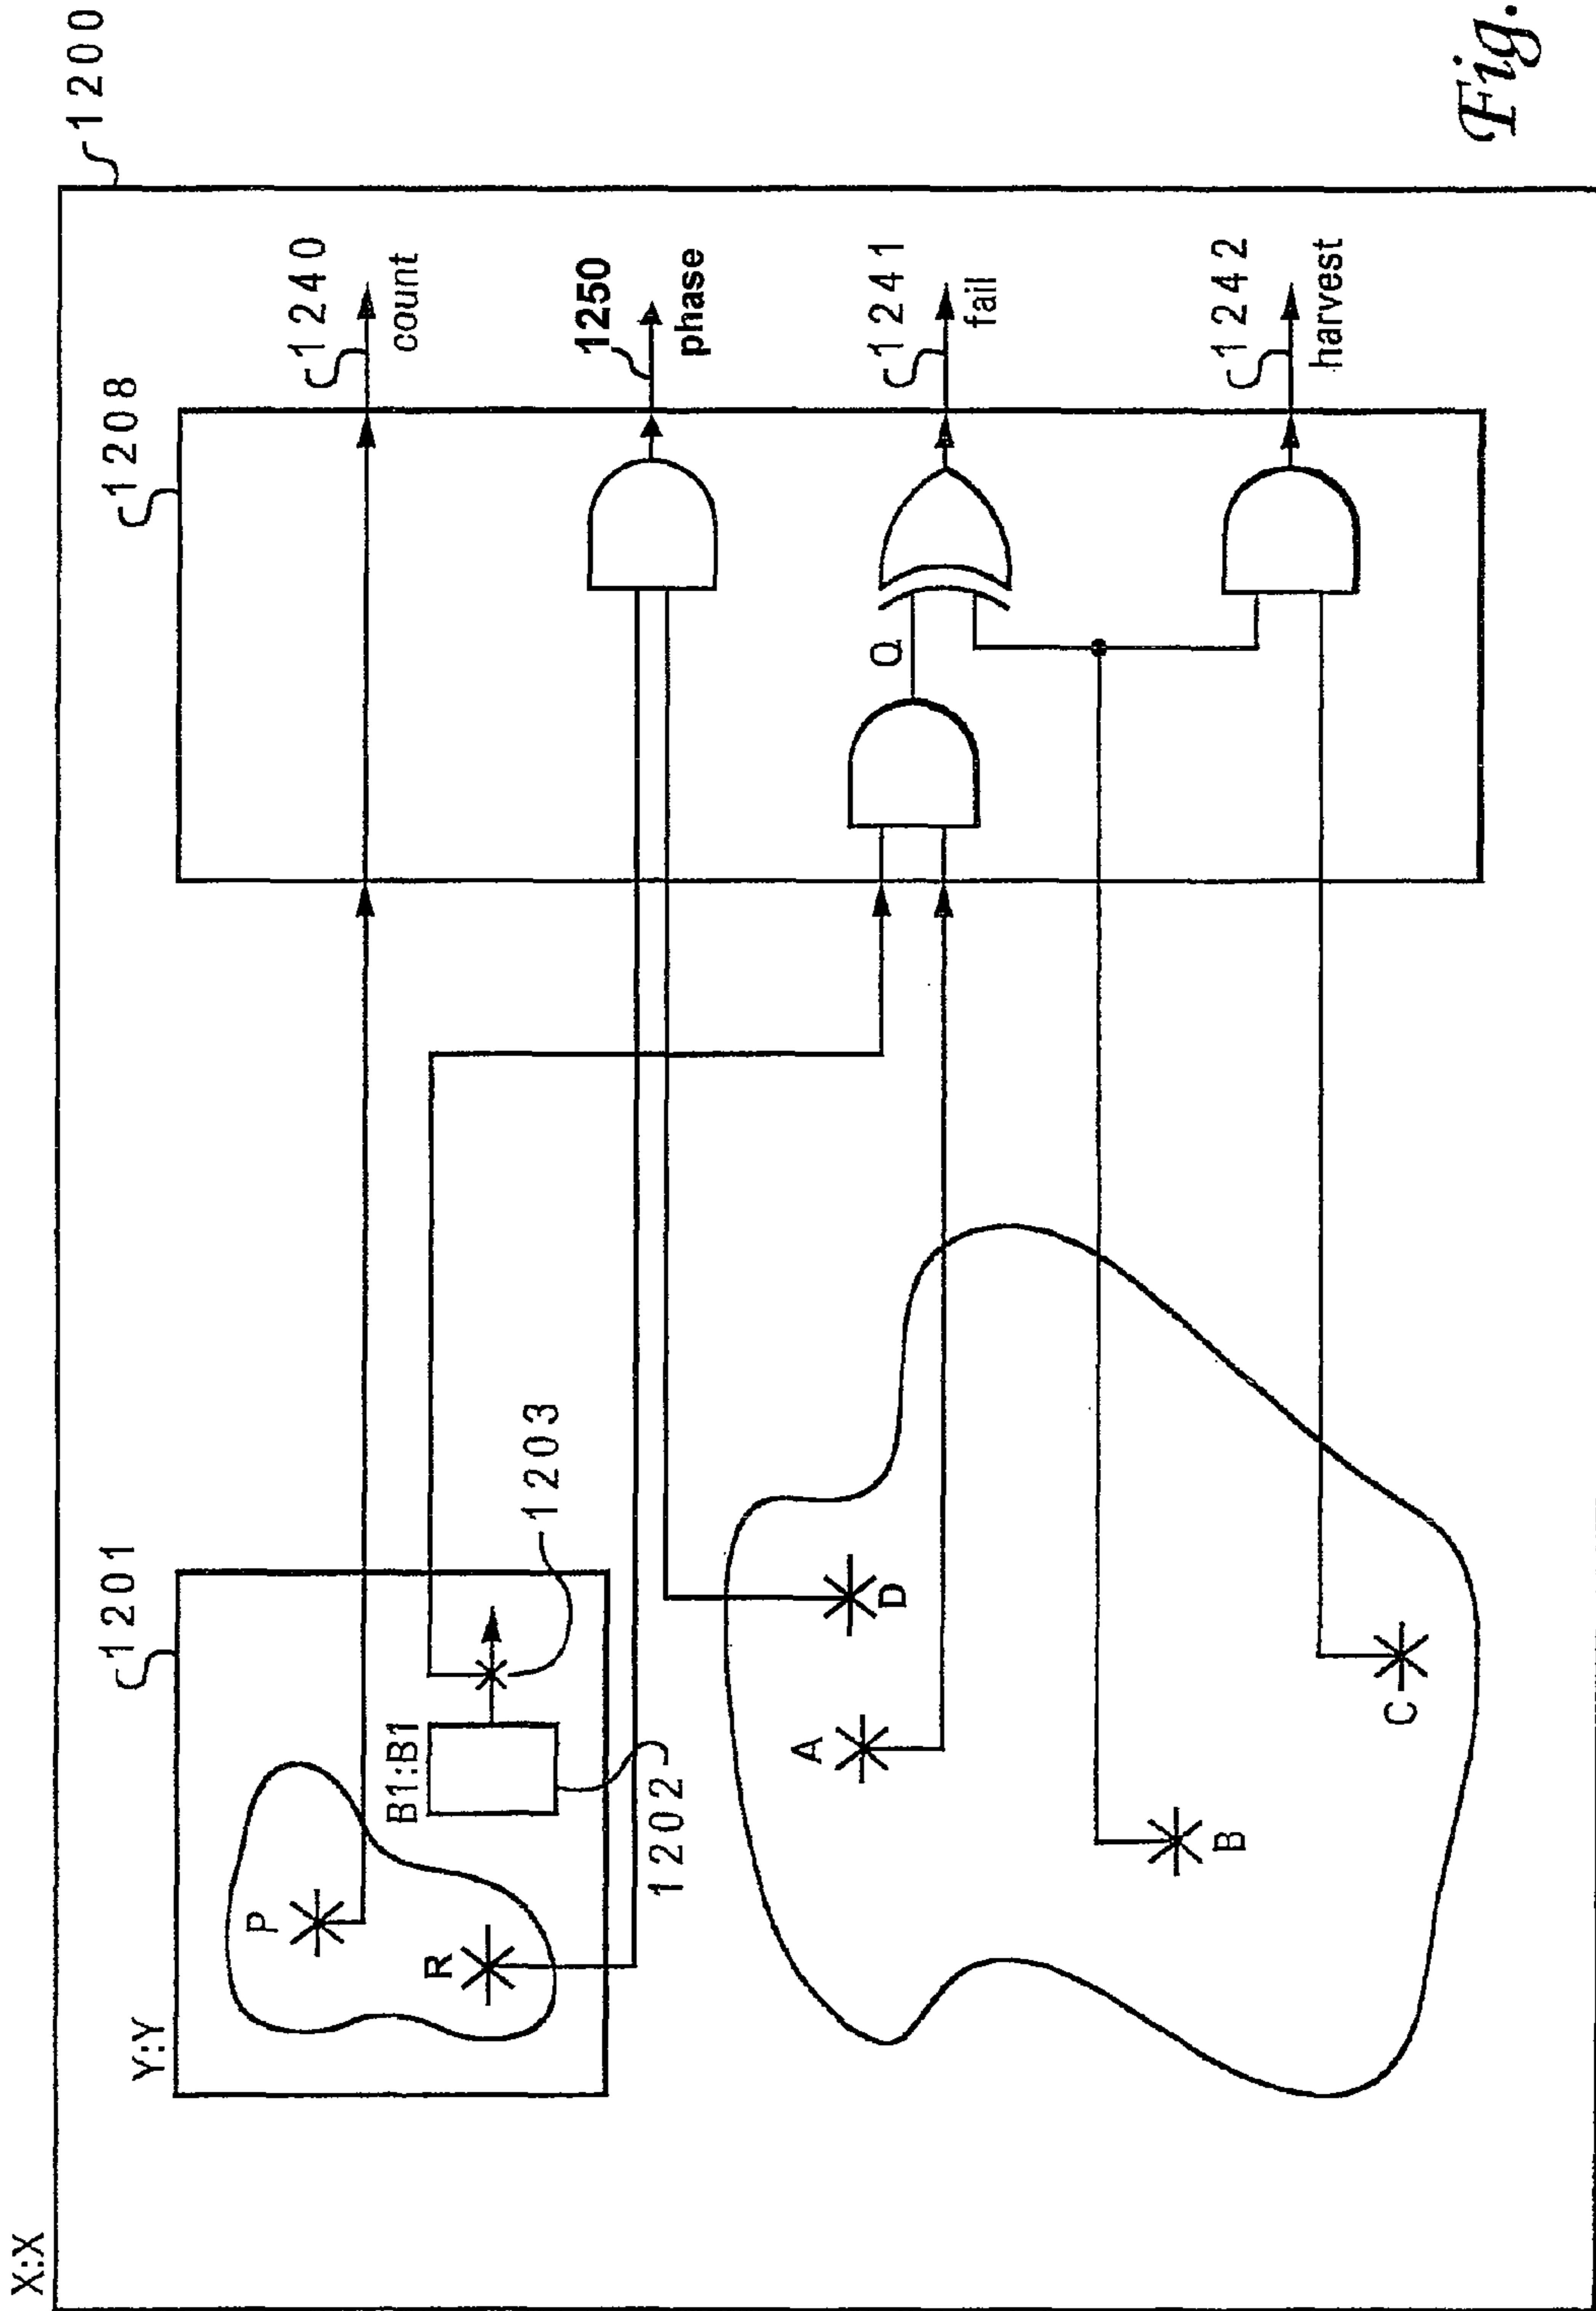 X:X
1200
Y:Y
1201
1208
P
1240
count
R
B1:B1
1250
phase
1203
1202
A
D
Q
1241
fail
B
1242
harvest
C
Fig.